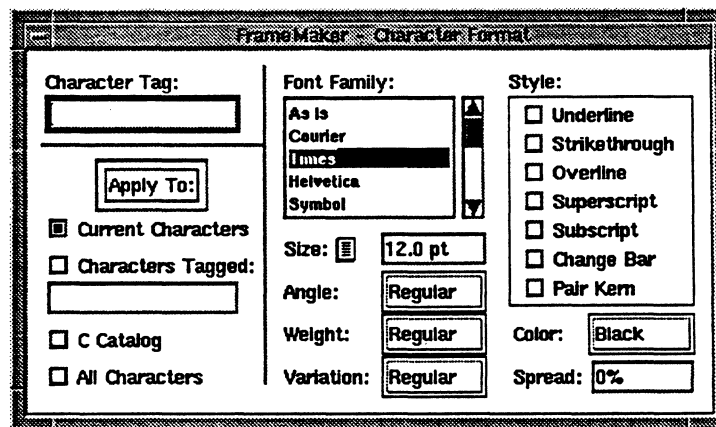 FrameMaker - Character Format
Character Tag:
Apply To:
Current Characters
Characters Tagged:
C Catalog
All Characters
Font Family:
As Is
Courier
Times
Helvetica
Symbol
Size: 12.0 pt
Angle: Regular
Weight: Regular
Variation: Regular
Style:
Underline
Strikethrough
Overline
Superscript
Subscript
Change Bar
Pair Kern
Color: Black
Spread: 0%